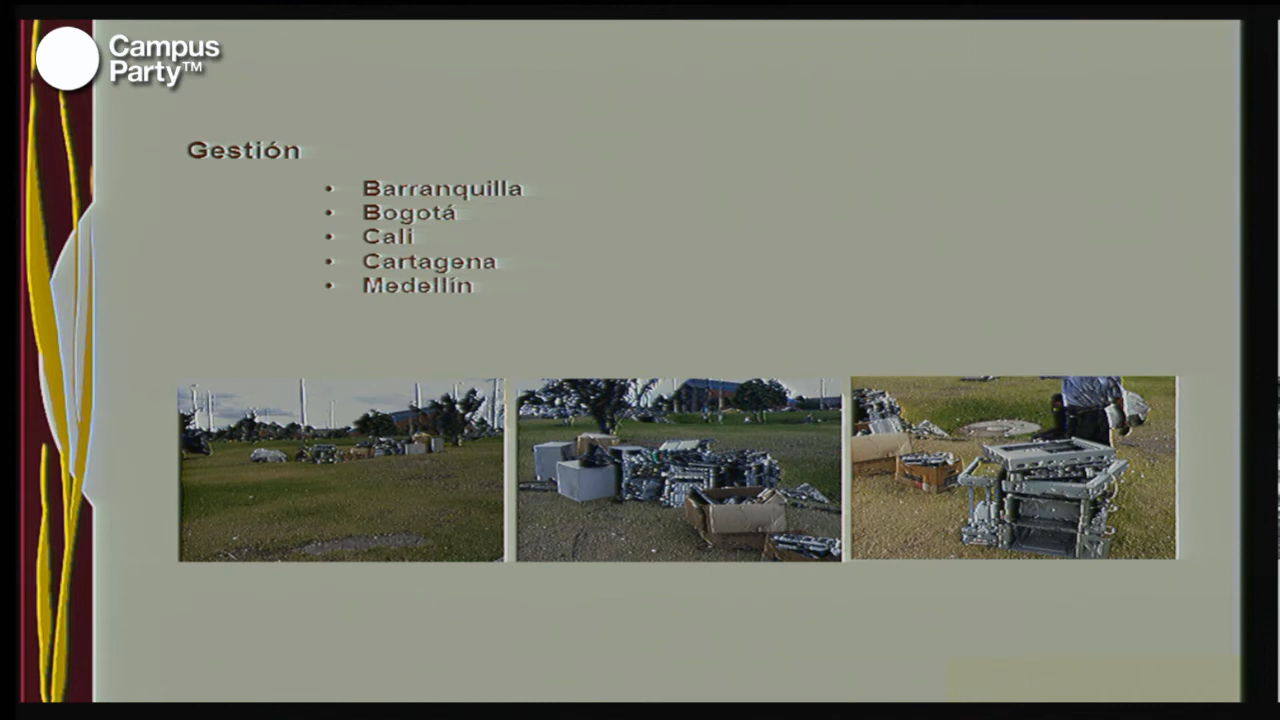 Campus
Party™
Gestión
• Barranquilla
• Bogotá
• Cali
• Cartagena
• Medellín